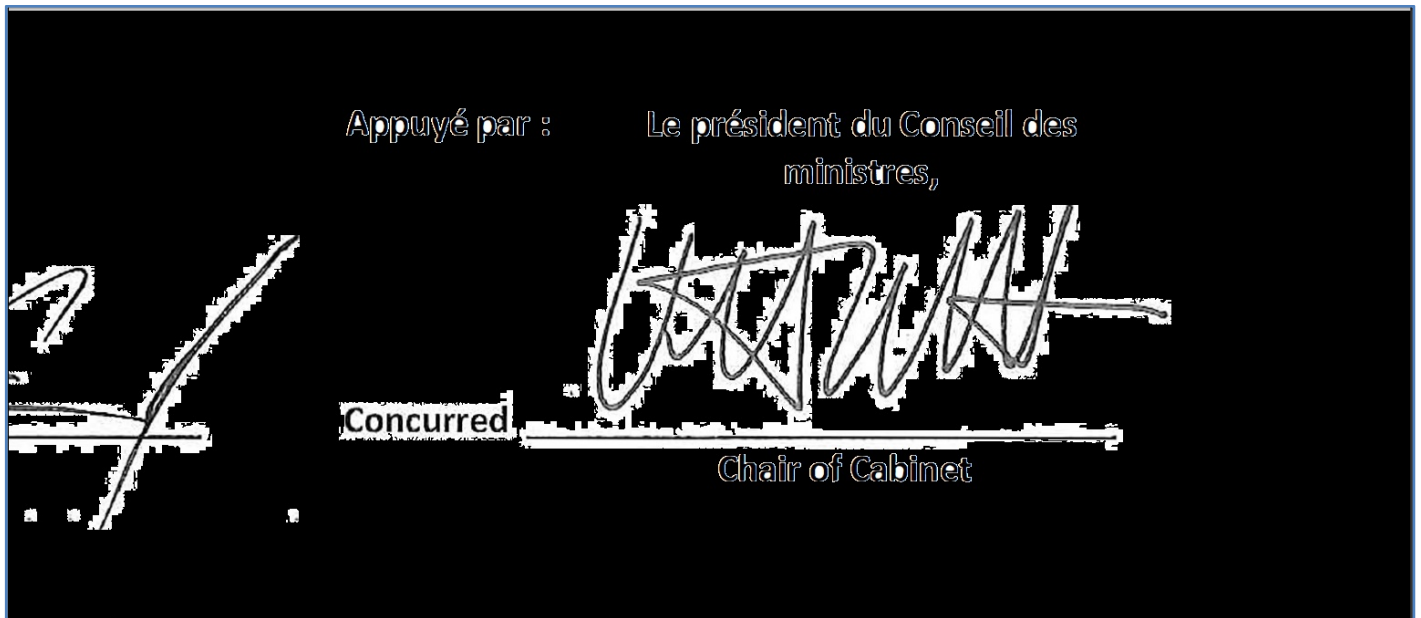 Appuyé par : Le président du Conseil des
ministres,
Concurred
Chair of Cabinet